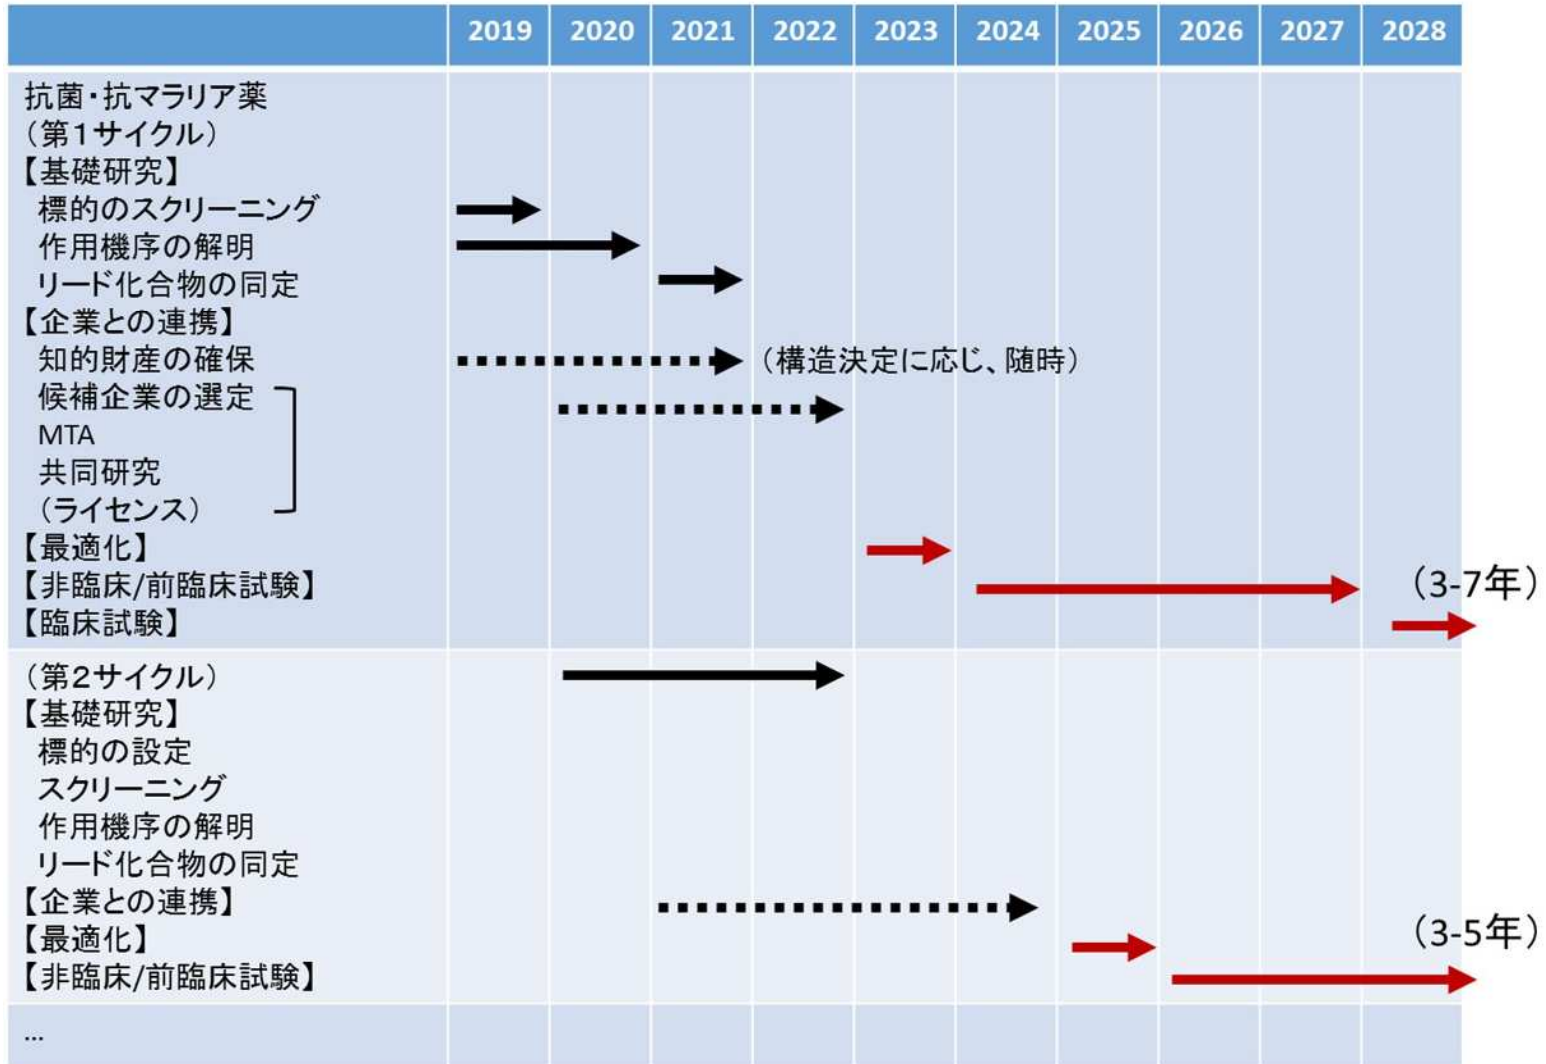 2019 2020 2021 2022 2023 2024 2025 2026 2027 2028
抗菌・抗マラリア薬
（第１サイクル）
【基礎研究】
標的のスクリーニング
作用機序の解明
リード化合物の同定
【企業との連携】
知的財産の確保 （構造決定に応じ、随時）
候補企業の選定
MTA
共同研究
（ライセンス）
【最適化】
【非臨床/前臨床試験】 （3-7年）
【臨床試験】
（第２サイクル）
【基礎研究】
標的の設定
スクリーニング
作用機序の解明
リード化合物の同定
【企業との連携】
【最適化】 （3-5年）
【非臨床/前臨床試験】
…